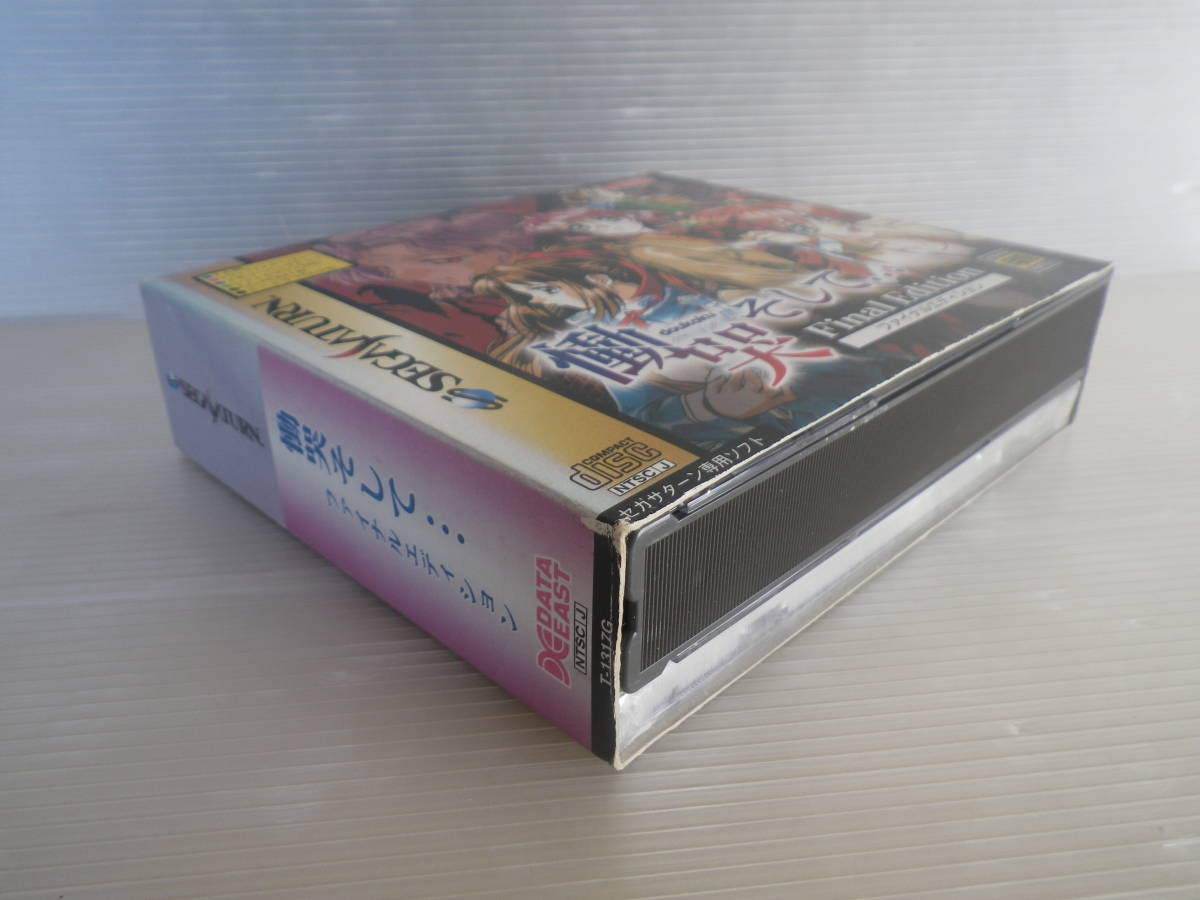 SEGA SATURN
COMPACT
disc
NTSC J
doukoku
慟哭そして…
Final Edition
ファイナルエディション
セガサターン専用ソフト
SEGA SATURN
慟哭そして…
ファイナルエディション
DATA
EAST
NTSC J
T-1317G